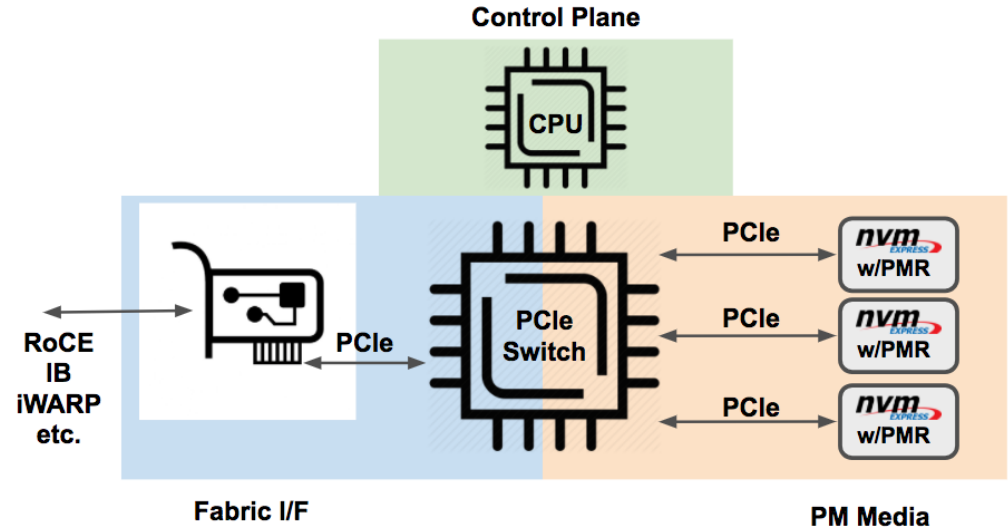 Control Plane
CPU
PCIe
nvm
EXPRESS
w/PMR
PCIe
Switch
PCIe
nvm
EXPRESS
w/PMR
RoCE
IB
iWARP
etc.
PCIe
PCIe
nvm
EXPRESS
w/PMR
Fabric I/F
PM Media